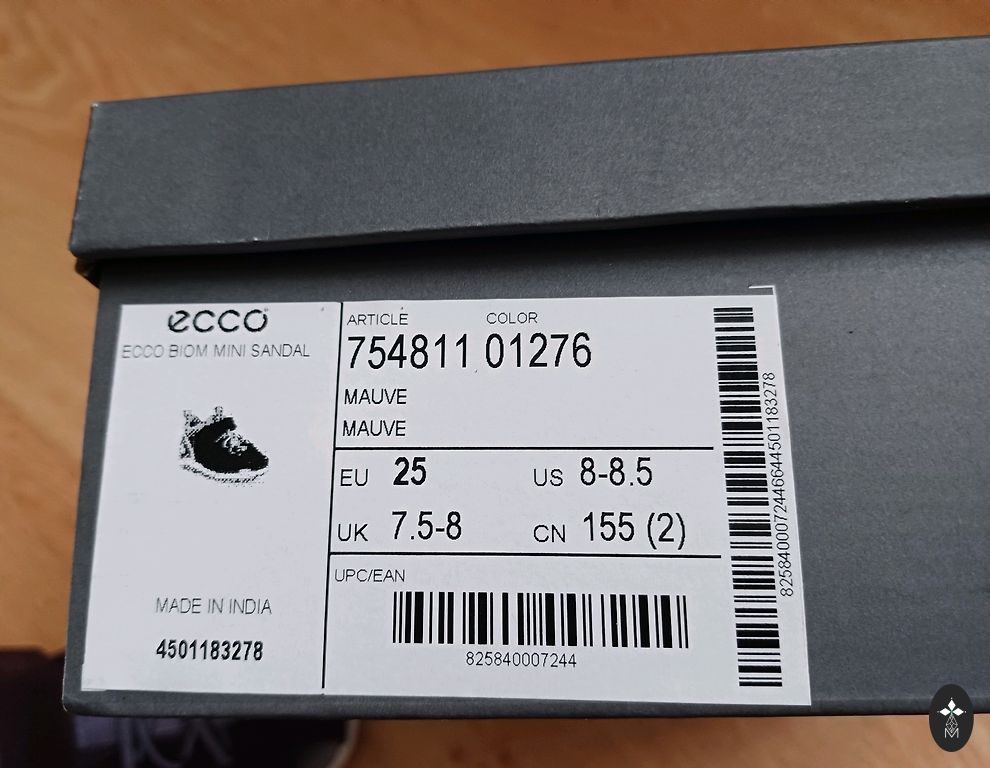 ecco
ECCO BIOM MINI SANDAL
MADE IN INDIA
4501183278
ARTICLE COLOR
754811 01276
MAUVE
MAUVE
EU 25 US 8-8.5
UK 7.5-8 CN 155 (2)
UPC/EAN
825840007244
8258400072446644501183278
M